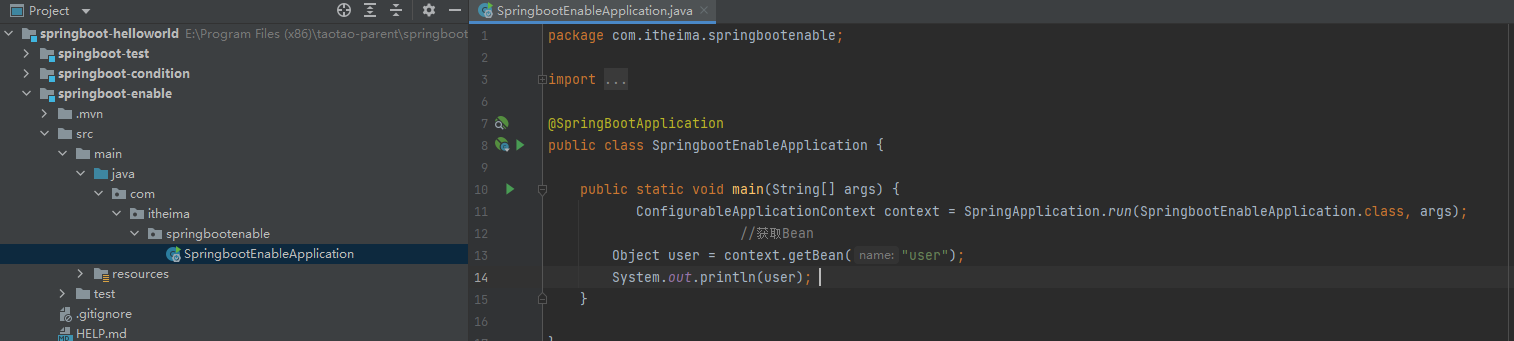 Project
springboot-helloworld E:\Program Files (x86)\taotao-parent\springboot
spingboot-test
springboot-condition
springboot-enable
.mvn
src
main
java
com
itheima
springbootenable
SpringbootEnableApplication
resources
test
.gitignore
HELP.md
SpringbootEnableApplication.java
1 package com.itheima.springbootenable;
2
3 import ...
6
7 @SpringBootApplication
8 public class SpringbootEnableApplication {
9
10 public static void main(String[] args) {
11 ConfigurableApplicationContext context = SpringApplication.run(SpringbootEnableApplication.class, args);
12 //获取Bean
13 Object user = context.getBean( name: "user");
14 System.out.println(user);
15 }
16